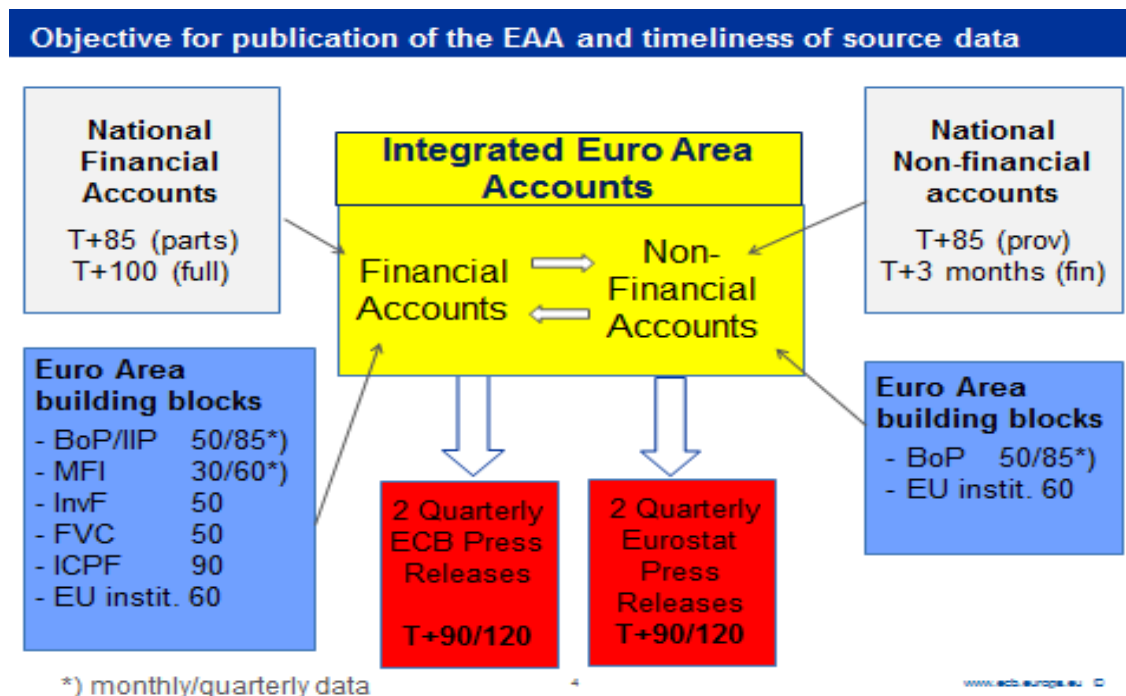 Objective for publication of the EAA and timeliness of source data
National
Financial
Accounts
T+85 (parts)
T+100 (full)
Integrated Euro Area
Accounts
Financial
Accounts
Non-
Financial
Accounts
National
Non-financial
accounts
T+85 (prov)
T+3 months (fin)
Euro Area
building blocks
- BoP/IIP 50/85*)
- MFI 30/60*)
- InvF 50
- FVC 50
- ICPF 90
- EU instit. 60
2 Quarterly
ECB Press
Releases
T+90/120
2 Quarterly
Eurostat
Press
Releases
T+90/120
Euro Area
building blocks
- BoP 50/85*)
- EU instit. 60
*) monthly/quarterly data
4
www.ecb.europa.eu ©